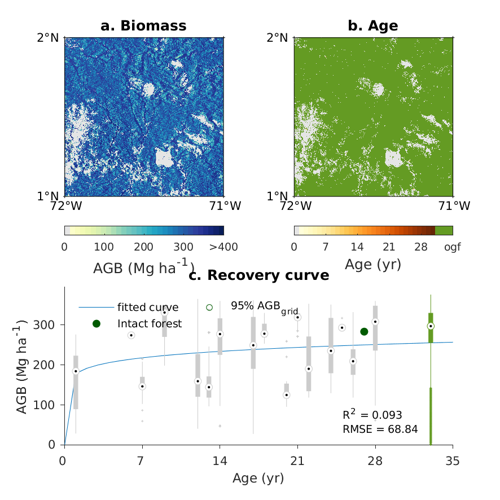 a. Biomass
b. Age
2°N
2°N
1°N
1°N
72°W
71°W
72°W
71°W
0 100 200 300 >400
0 7 14 21 28 ogf
AGB (Mg ha-1)
Age (yr)
c. Recovery curve
fitted curve
95% AGBgrid
Intact forest
300
200
100
0
AGB (Mg ha-1)
R2 = 0.093
RMSE = 68.84
0 7 14 21 28 35
Age (yr)